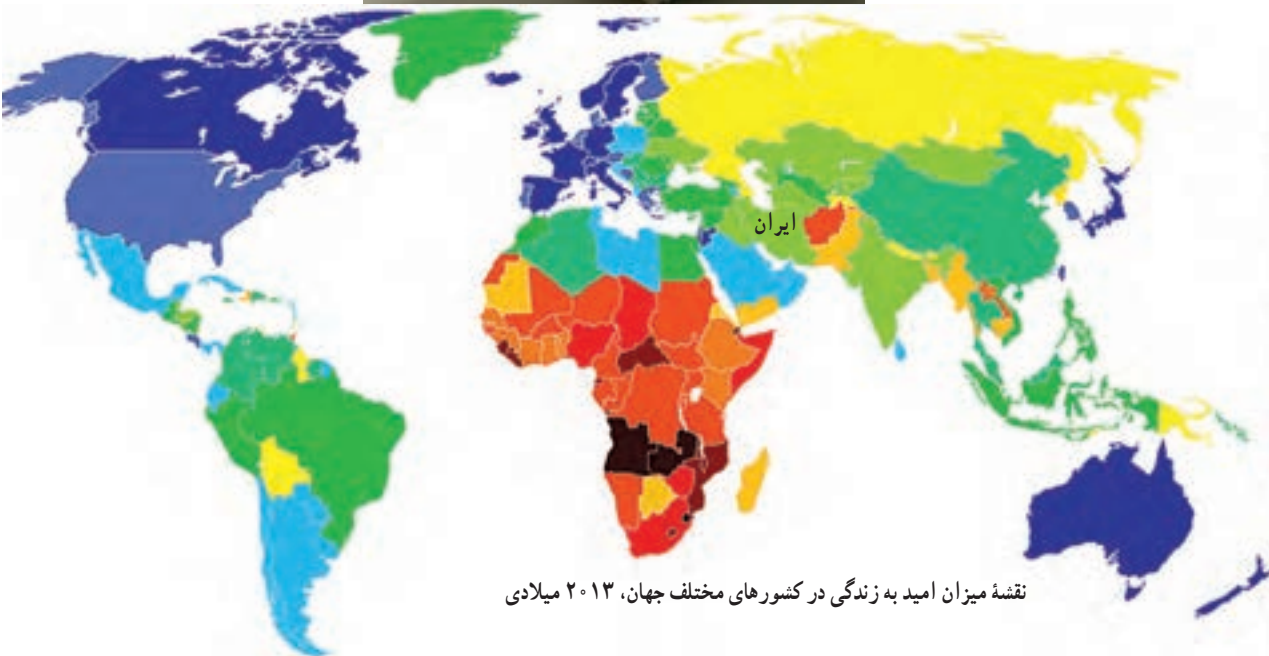 ایران
نقشهٔ میزان امید به زندگی در کشورهای مختلف جهان، ۲۰۱۳ میلادی